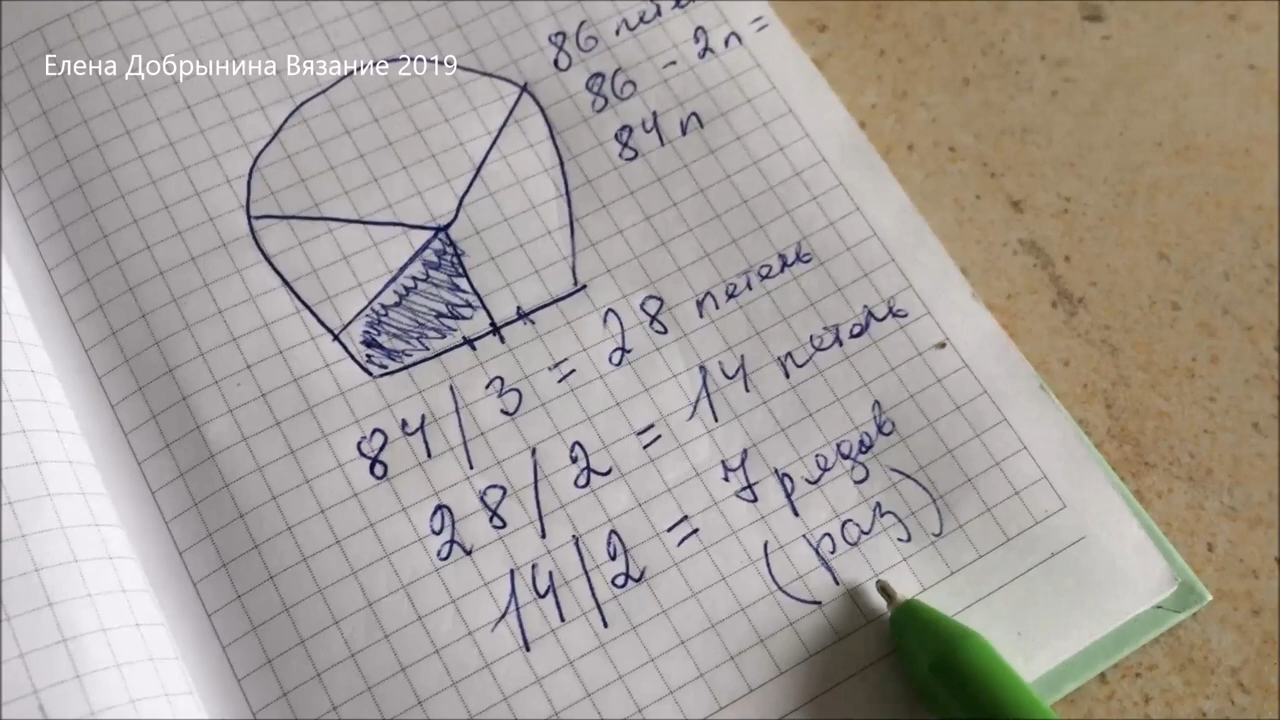 Елена Добрынина Вязание 2019
86
86 - 2п =
84 п
84/3 = 28 петель
28/2 = 14 петель
14/2 = 7 рядов
(раз)